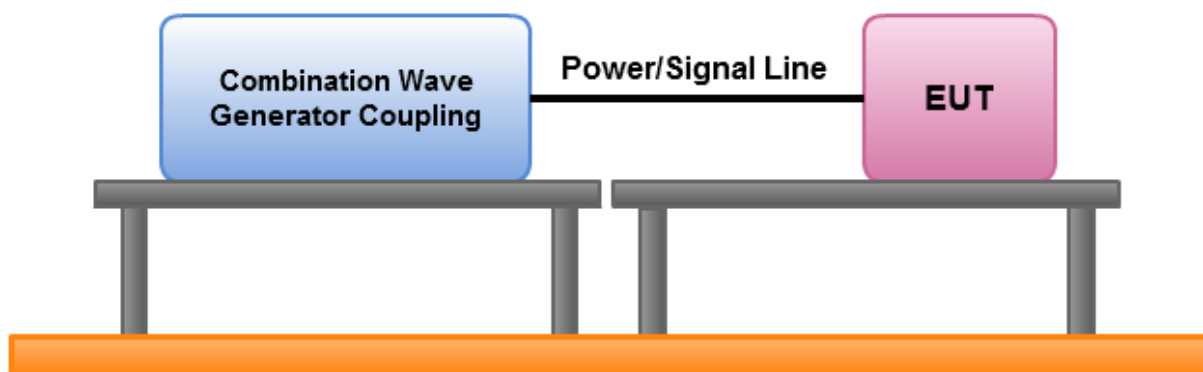 Combination Wave
Generator Coupling
Power/Signal Line
EUT